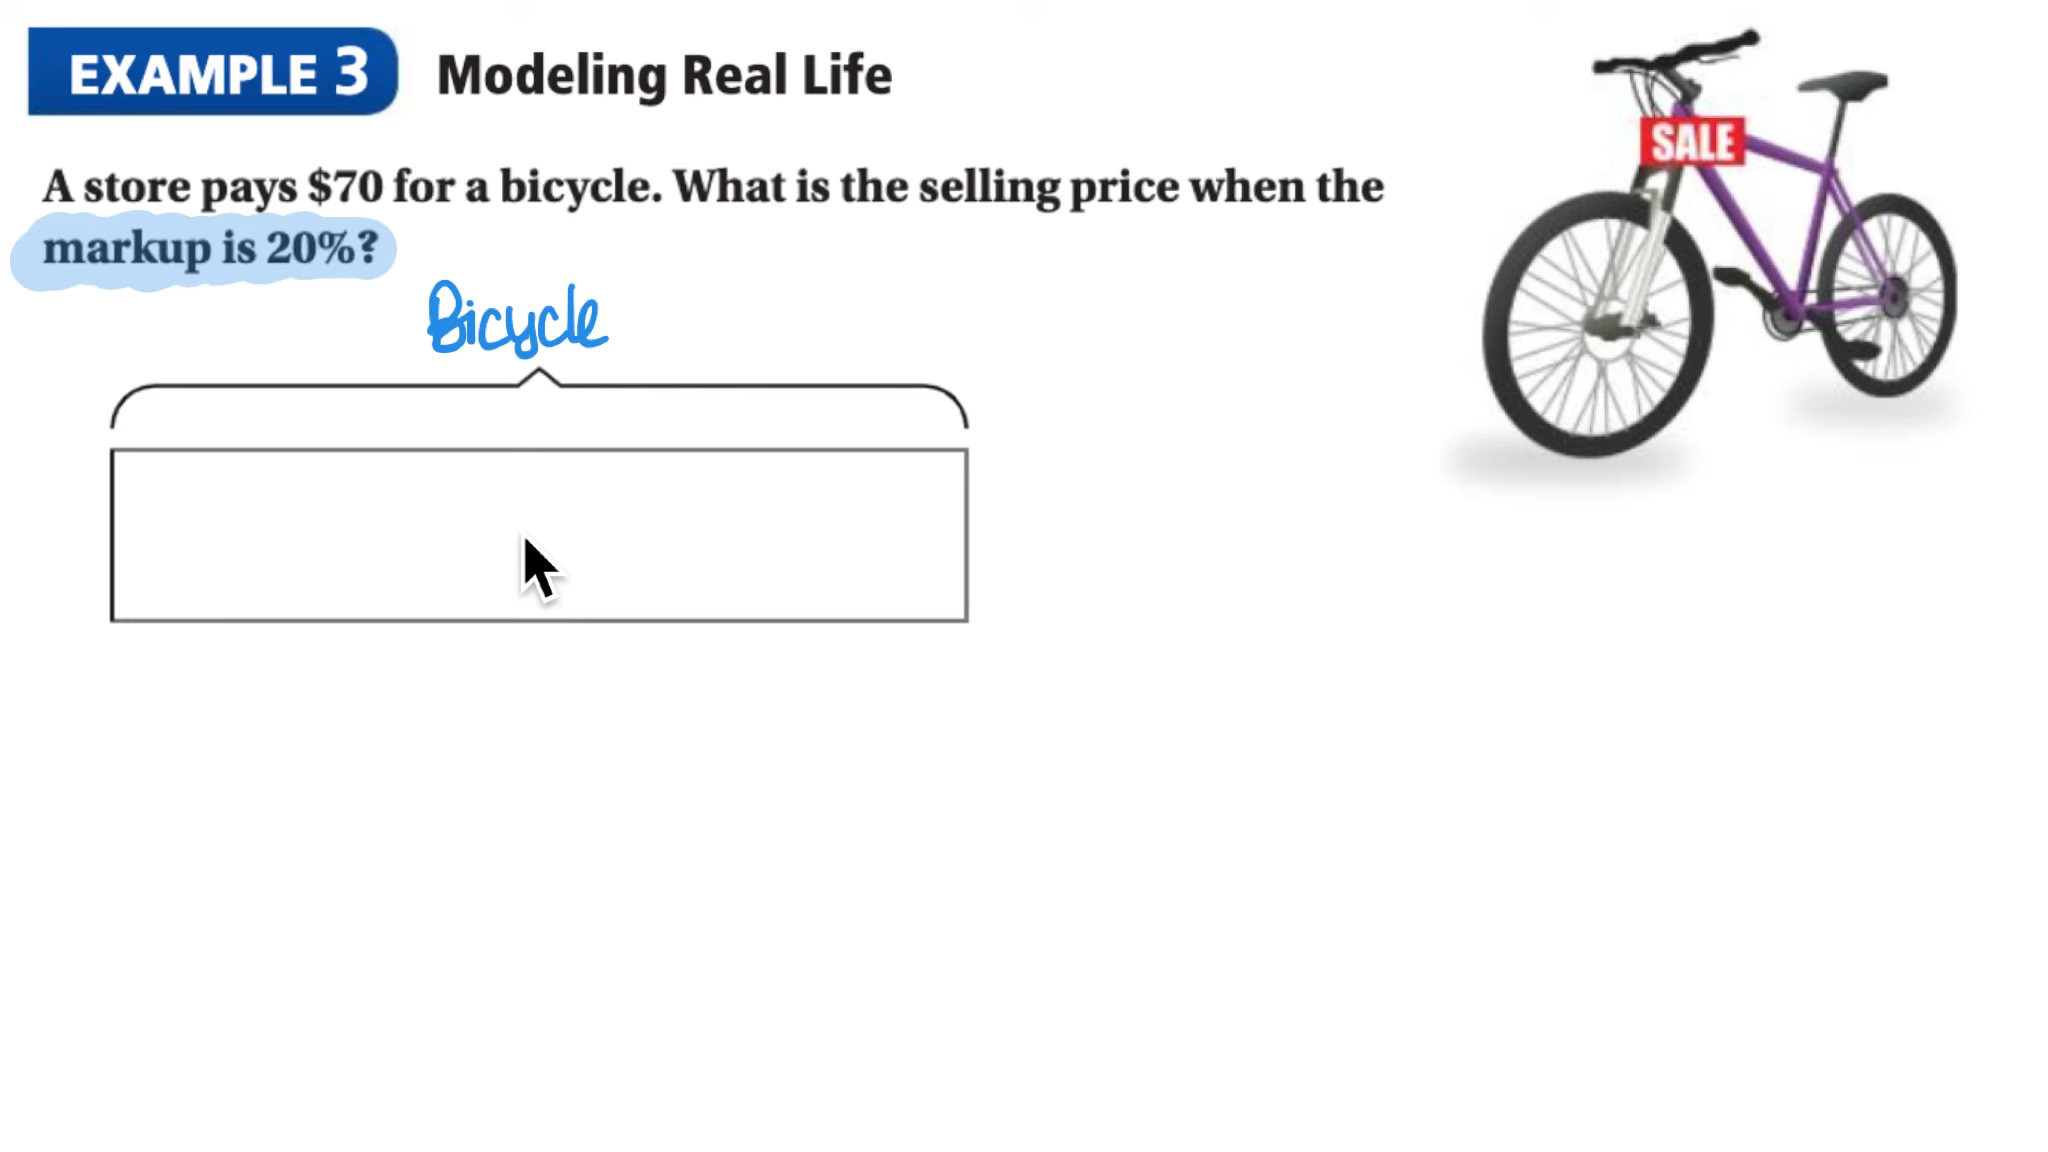 EXAMPLE 3 Modeling Real Life
SALE
A store pays $70 for a bicycle. What is the selling price when the
markup is 20%?
Bicycle